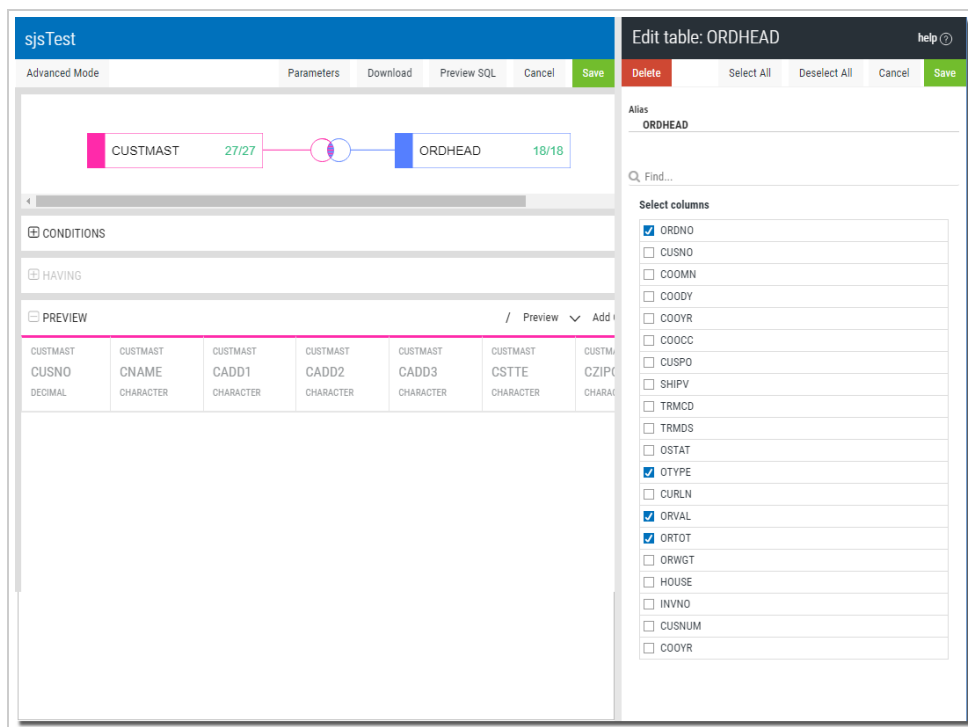 sjsTest
Advanced Mode Parameters Download Preview SQL Cancel Save
CUSTMAST 27/27 ORDHEAD 18/18
CONDITIONS
HAVING
PREVIEW / Preview Add
CUSTMAST CUSTMAST CUSTMAST CUSTMAST CUSTMAST CUSTMAST
CUSNO CNAME CADD1 CADD2 CADD3 CSTTE
DECIMAL CHARACTER CHARACTER CHARACTER CHARACTER CHARACTER
Edit table: ORDHEAD help ?
Delete Select All Deselect All Cancel Save
Alias
ORDHEAD
Find...
Select columns
ORDNO
CUSNO
COOMN
COODY
COOYR
COOCC
CUSPO
SHIPV
TRMCD
TRMDS
OSTAT
OTYPE
CURLN
ORVAL
ORTOT
ORWGT
HOUSE
INVNO
CUSNUM
COOYR